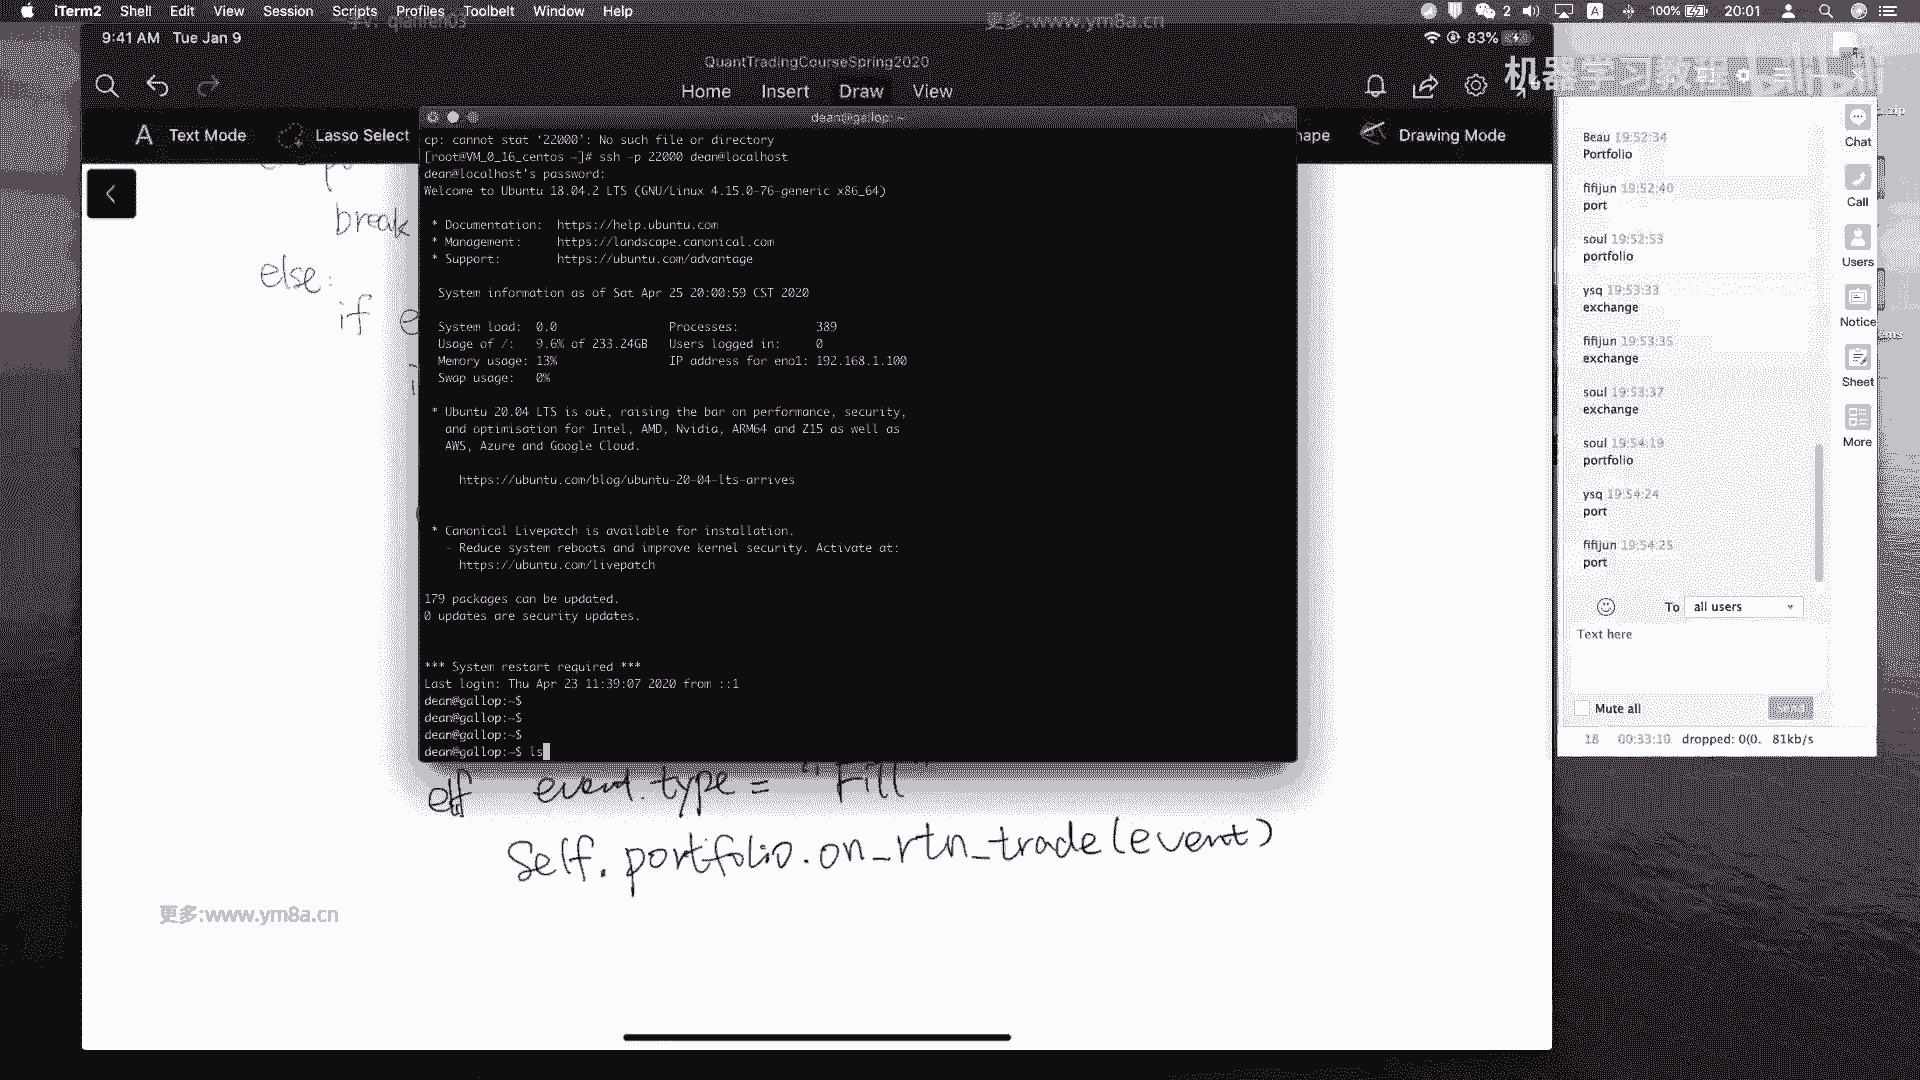 iTerm2 Shell Edit View Session Scripts Profiles Toolbelt Window Help
2 A 100% 20:01
更多:www.ym8a.cn
9:41 AM Tue Jan 9
83%
QuantTradingCourseSpring2020
机器学习教程
bilibili
Home Insert Draw View
Text Mode Lasso Select
Drawing Mode
break
else:
if e
dean@gallop: ~
cp: cannot stat ‘22000’: No such file or directory
[root@VM_0_16_centos ~]# ssh -p 22000 dean@localhost
dean@localhost's password:
Welcome to Ubuntu 18.04.2 LTS (GNU/Linux 4.15.0-76-generic x86_64)
* Documentation: https://help.ubuntu.com
* Management: https://landscape.canonical.com
* Support: https://ubuntu.com/advantage
System information as of Sat Apr 25 20:00:59 CST 2020
System load: 0.0 Processes: 389
Usage of /: 9.6% of 233.24GB Users logged in: 0
Memory usage: 13% IP address for eno1: 192.168.1.100
Swap usage: 0%
* Ubuntu 20.04 LTS is out, raising the bar on performance, security,
and optimisation for Intel, AMD, Nvidia, ARM64 and Z15 as well as
AWS, Azure and Google Cloud.
https://ubuntu.com/blog/ubuntu-20-04-lts-arrives
* Canonical Livepatch is available for installation.
- Reduce system reboots and improve kernel security. Activate at:
https://ubuntu.com/livepatch
179 packages can be updated.
0 updates are security updates.
*** System restart required ***
Last login: Thu Apr 23 11:39:07 2020 from ::1
dean@gallop:~$
dean@gallop:~$
dean@gallop:~$
dean@gallop:~$ ls
elf event.type = "Fill"
Self.portfolio.on_rtn_trade(event)
更多:www.ym8a.cn
Beau 19:52:34
Portfolio
fifijun 19:52:40
port
soul 19:52:53
portfolio
ysq 19:53:33
exchange
fifijun 19:53:35
exchange
soul 19:53:37
exchange
soul 19:54:19
portfolio
ysq 19:54:24
port
fifijun 19:54:25
port
To all users
Text here
Mute all Send
18 00:33:10 dropped: 0(0. 81kb/s
Chat
Call
Users
Notice
Sheet
More
.zip